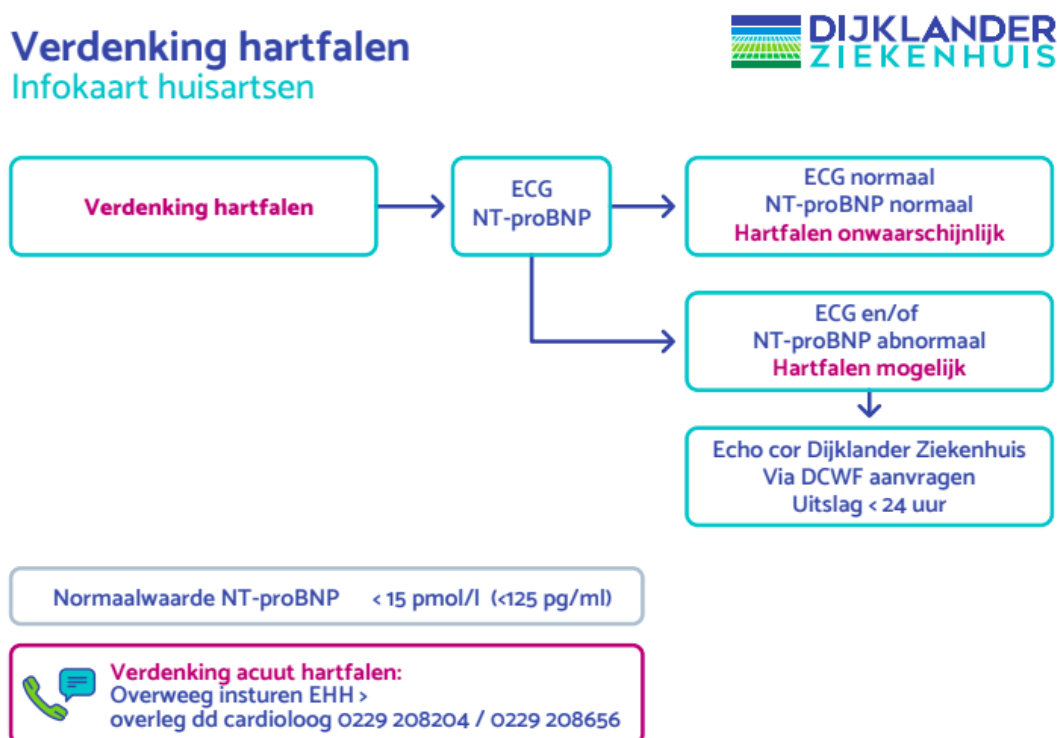 Verdenking hartfalen
Infokaart huisartsen
DIJKLANDER
ZIEKENHUIS
Verdenking hartfalen
ECG
NT-proBNP
ECG normaal
NT-proBNP normaal
Hartfalen onwaarschijnlijk
ECG en/of
NT-proBNP abnormaal
Hartfalen mogelijk
Echo cor Dijklander Ziekenhuis
Via DCWF aanvragen
Uitslag < 24 uur
Normaalwaarde NT-proBNP < 15 pmol/l (<125 pg/ml)
Verdenking acuut hartfalen:
Overweeg insturen EHH >
overleg dd cardioloog 0229 208204 / 0229 208656